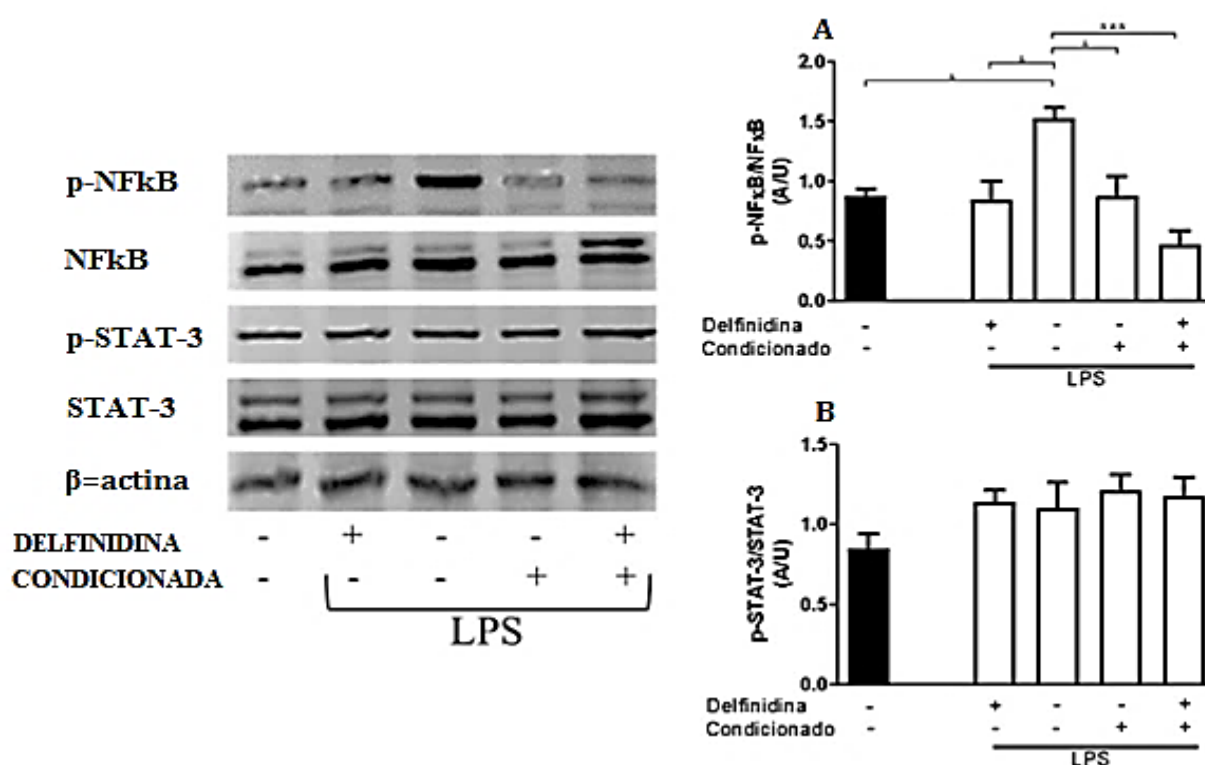 p-NFkB
NFkB
p-STAT-3
STAT-3
β=actina
DELFINIDINA - + - - +
CONDICIONADA - - - + +
LPS
A
***
p-NFκB/NFκB
(A/U)
2.0
1.5
1.0
0.5
0.0
Delfinidina - + - - +
Condicionado - - - + +
LPS
B
p-STAT-3/STAT-3
(A/U)
1.5
1.0
0.5
0.0
Delfinidina - + - - +
Condicionado - - - + +
LPS